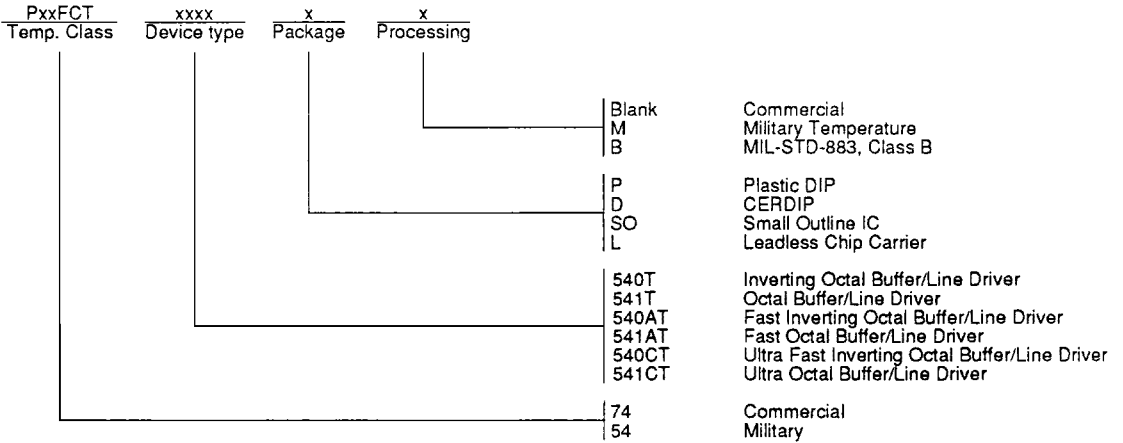 PxxFCT xxxx x x
Temp. Class Device type Package Processing
Blank Commercial
M Military Temperature
B MIL-STD-883, Class B
P Plastic DIP
D CERDIP
SO Small Outline IC
L Leadless Chip Carrier
540T Inverting Octal Buffer/Line Driver
541T Octal Buffer/Line Driver
540AT Fast Inverting Octal Buffer/Line Driver
541AT Fast Octal Buffer/Line Driver
540CT Ultra Fast Inverting Octal Buffer/Line Driver
541CT Ultra Octal Buffer/Line Driver
74 Commercial
54 Military